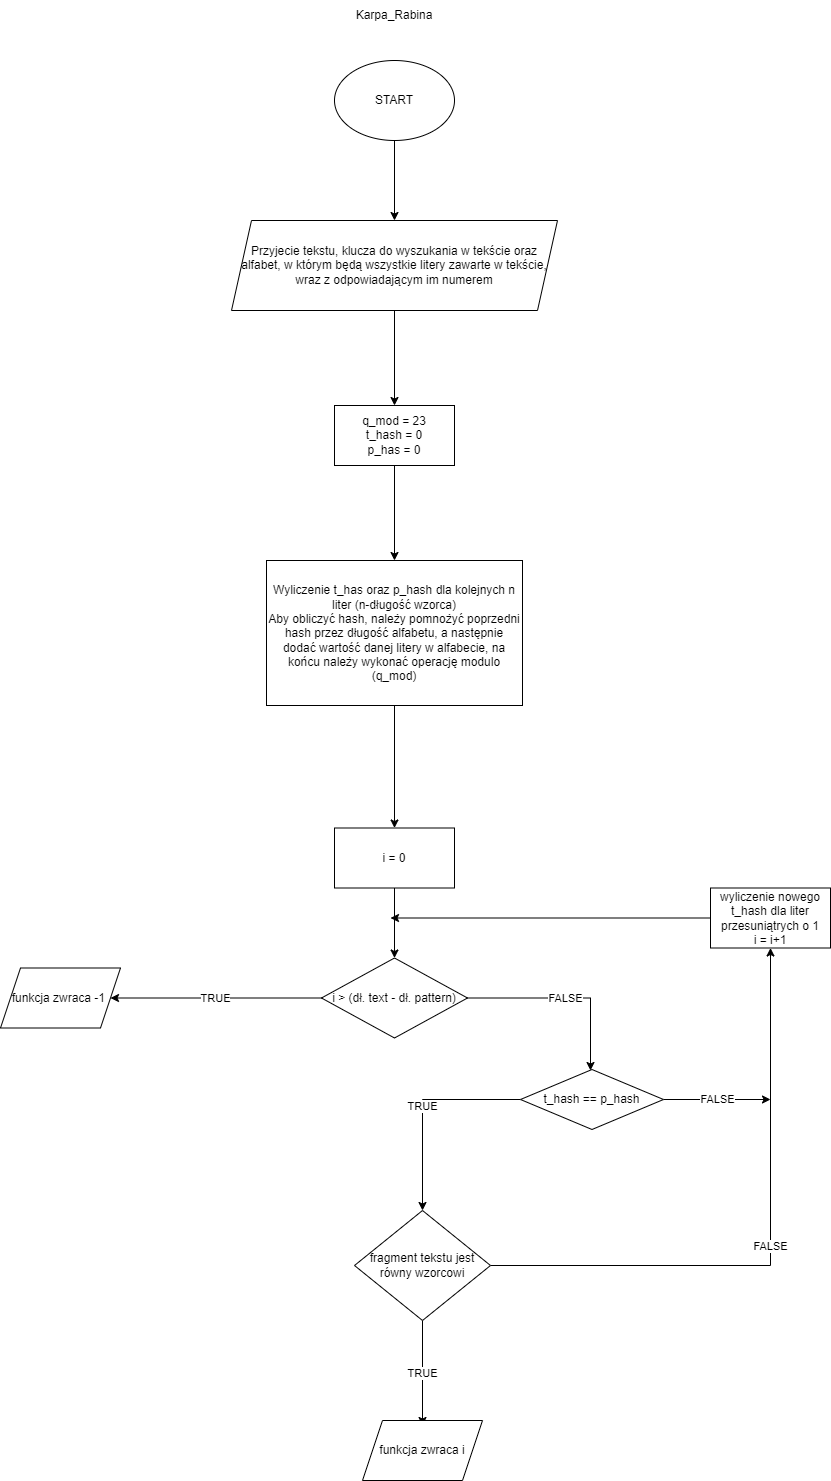 Karpa_Rabina
START
Przyjecie tekstu, klucza do wyszukania w tekście oraz
alfabet, w którym będą wszystkie litery zawarte w tekście,
wraz z odpowiadającym im numerem
q_mod = 23
t_hash = 0
p_has = 0
Wyliczenie t_has oraz p_hash dla kolejnych n
liter (n-długość wzorca)
Aby obliczyć hash, należy pomnożyć poprzedni
hash przez długość alfabetu, a następnie
dodać wartość danej litery w alfabecie, na
końcu należy wykonać operację modulo
(q_mod)
i = 0
wyliczenie nowego
t_hash dla liter
przesuniątrych o 1
i = i+1
funkcja zwraca -1
TRUE
i > (dł. text - dł. pattern)
FALSE
t_hash == p_hash
FALSE
TRUE
fragment tekstu jest
równy wzorcowi
FALSE
TRUE
funkcja zwraca i